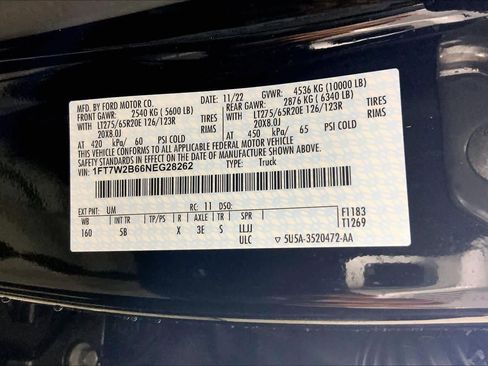 MFD. BY FORD MOTOR CO.
11/22 GVWR: 4536 KG (10000 LB)
FRONT GAWR: 2540 KG (5600 LB) REAR GAWR: 2876 KG (6340 LB)
WITH LT275/65R20E 126/123R TIRES WITH LT275/65R20E 126/123R TIRES
20X8.0J RIMS 20X8.0J RIMS
AT 420 kPa/ 60 PSI COLD AT 450 kPa/ 65 PSI COLD
THIS VEHICLE CONFORMS TO ALL APPLICABLE FEDERAL MOTOR VEHICLE
SAFETY STANDARDS IN EFFECT ON THE DATE OF MANUFACTURE SHOWN ABOVE.
VIN: 1FT7W2B66NEG28262 TYPE: Truck
EXT PNT: UM RC: 11 DSO: F1183
WB INT TR TP/PS R AXLE TR S LLJJ T1269
160 5B X 3E S ULC ▽ 5U5A-3520472-AA